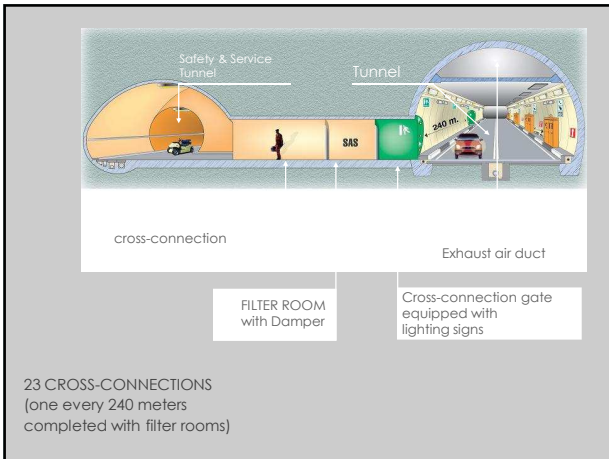 Safety & Service
Tunnel
Tunnel
SAS
240 m.
cross-connection
Exhaust air duct
FILTER ROOM
with Damper
Cross-connection gate
equipped with
lighting signs
23 CROSS-CONNECTIONS
(one every 240 meters
completed with filter rooms)